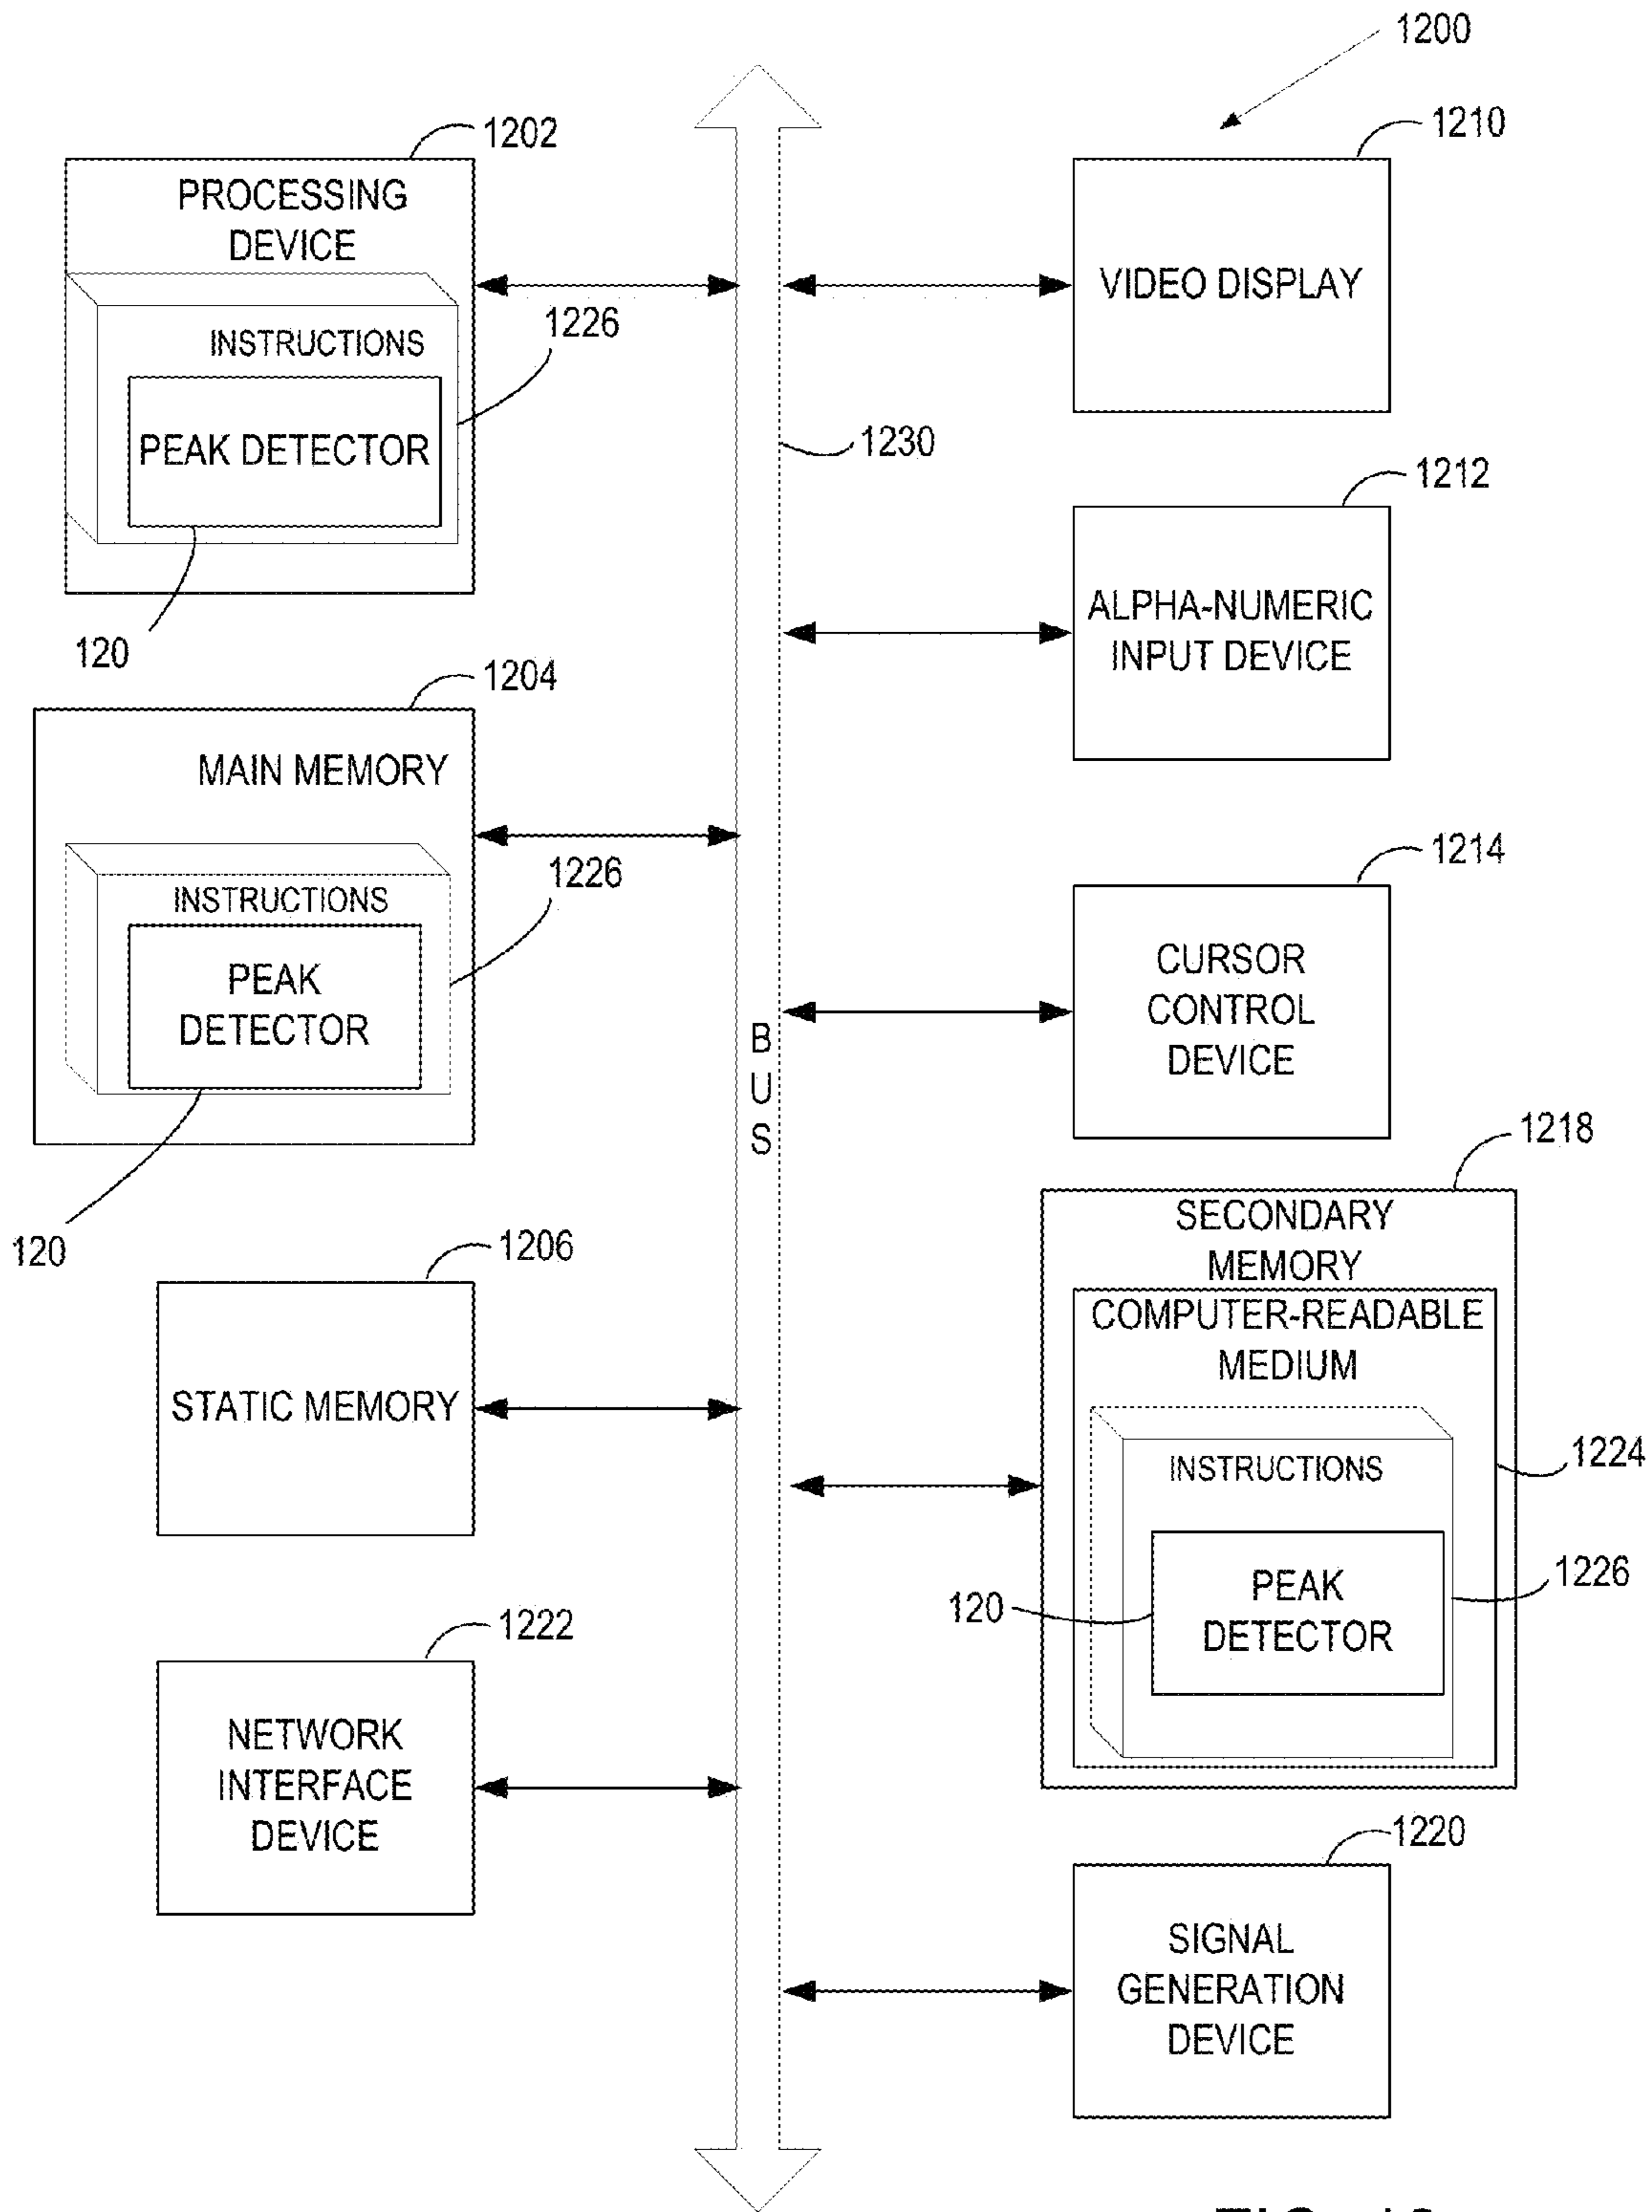 1200
1202
PROCESSING
DEVICE
INSTRUCTIONS
1226
PEAK DETECTOR
120
1204
MAIN MEMORY
INSTRUCTIONS
1226
PEAK
DETECTOR
120
1206
STATIC MEMORY
1222
NETWORK
INTERFACE
DEVICE
B
U
S
1230
1210
VIDEO DISPLAY
1212
ALPHA-NUMERIC
INPUT DEVICE
1214
CURSOR
CONTROL
DEVICE
1218
SECONDARY
MEMORY
COMPUTER-READABLE
MEDIUM
1224
INSTRUCTIONS
PEAK
DETECTOR
120
1226
1220
SIGNAL
GENERATION
DEVICE